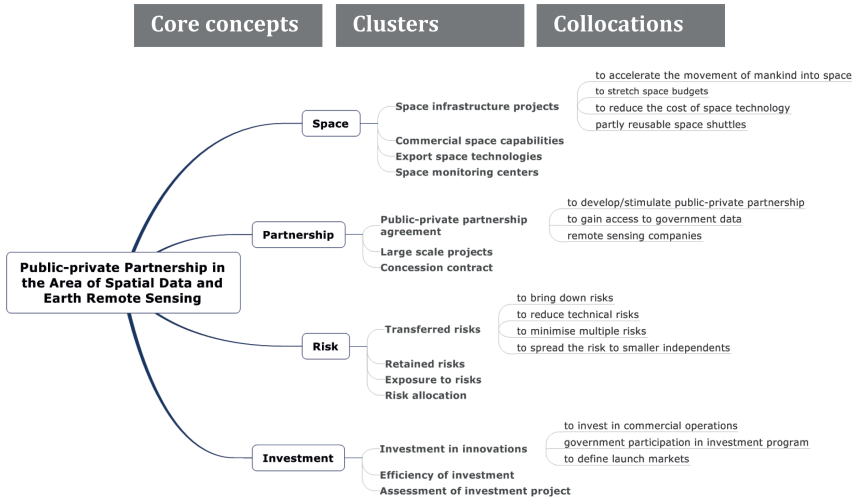 Core concepts
Clusters
Collocations
Public-private Partnership in
the Area of Spatial Data and
Earth Remote Sensing
Space
Space infrastructure projects
to accelerate the movement of mankind into space
to stretch space budgets
to reduce the cost of space technology
partly reusable space shuttles
Commercial space capabilities
Export space technologies
Space monitoring centers
Partnership
Public-private partnership
agreement
to develop/stimulate public-private partnership
to gain access to government data
remote sensing companies
Large scale projects
Concession contract
Risk
Transferred risks
to bring down risks
to reduce technical risks
to minimise multiple risks
to spread the risk to smaller independents
Retained risks
Exposure to risks
Risk allocation
Investment
Investment in innovations
to invest in commercial operations
government participation in investment program
to define launch markets
Efficiency of investment
Assessment of investment project